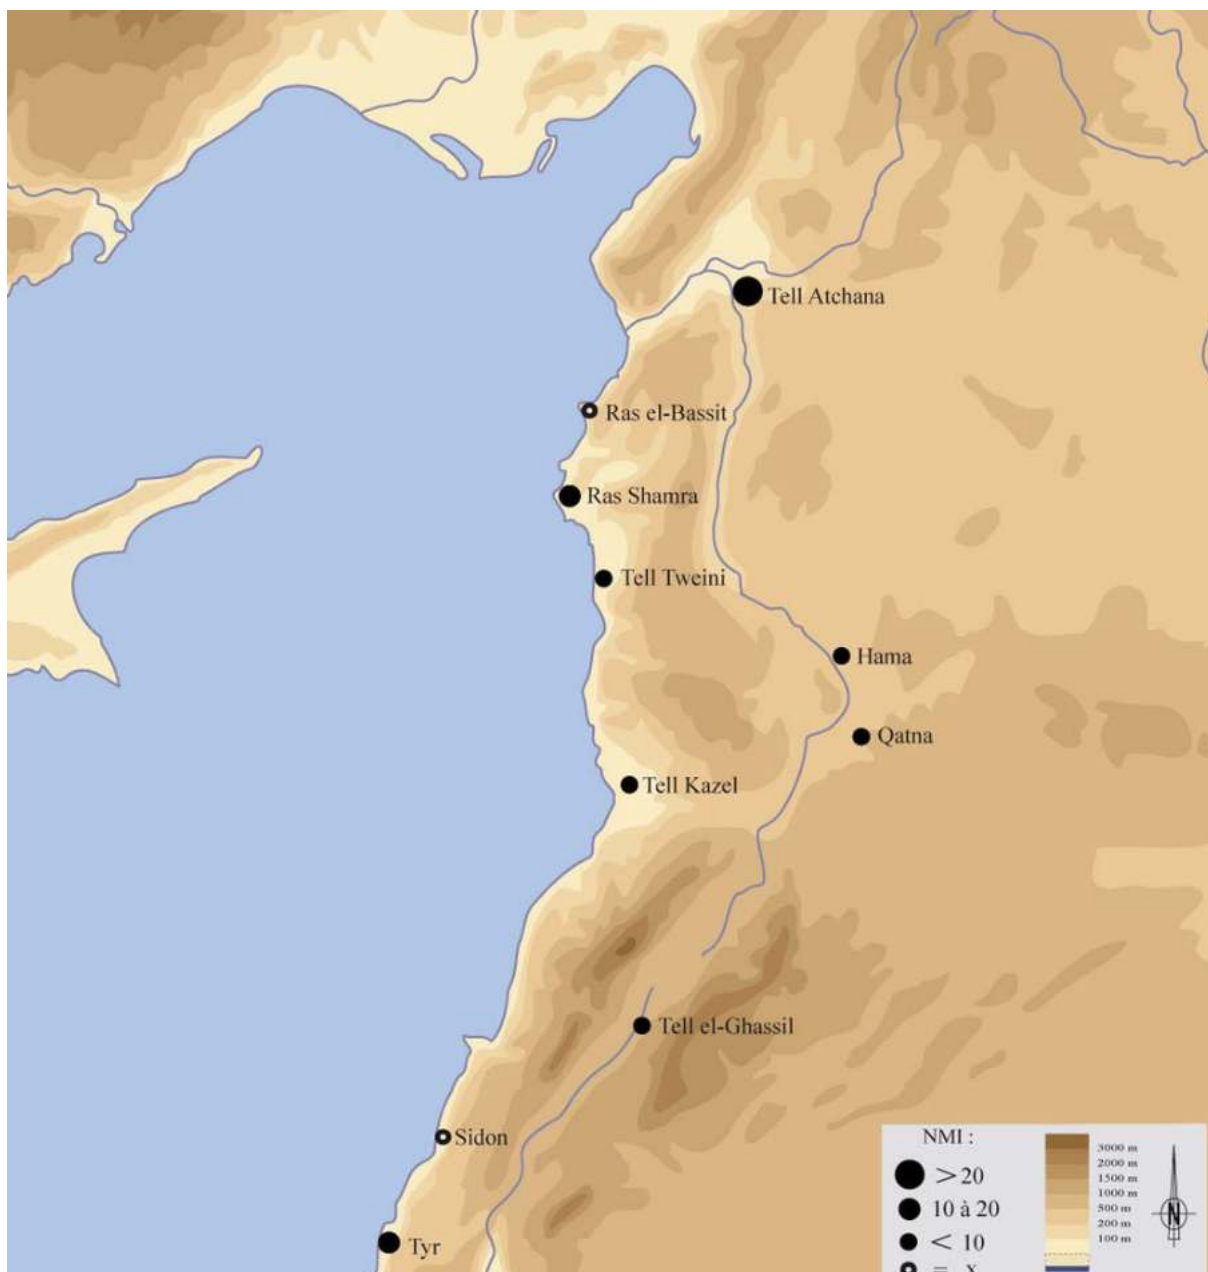 Tell Atchana
Ras el-Bassit
Ras Shamra
Tell Tweini
Hama
Qatna
Tell Kazel
Tell el-Ghassil
Sidon
Tyr
NMI :
> 20
10 à 20
< 10
= x
3000 m
2000 m
1500 m
1000 m
500 m
200 m
100 m
N